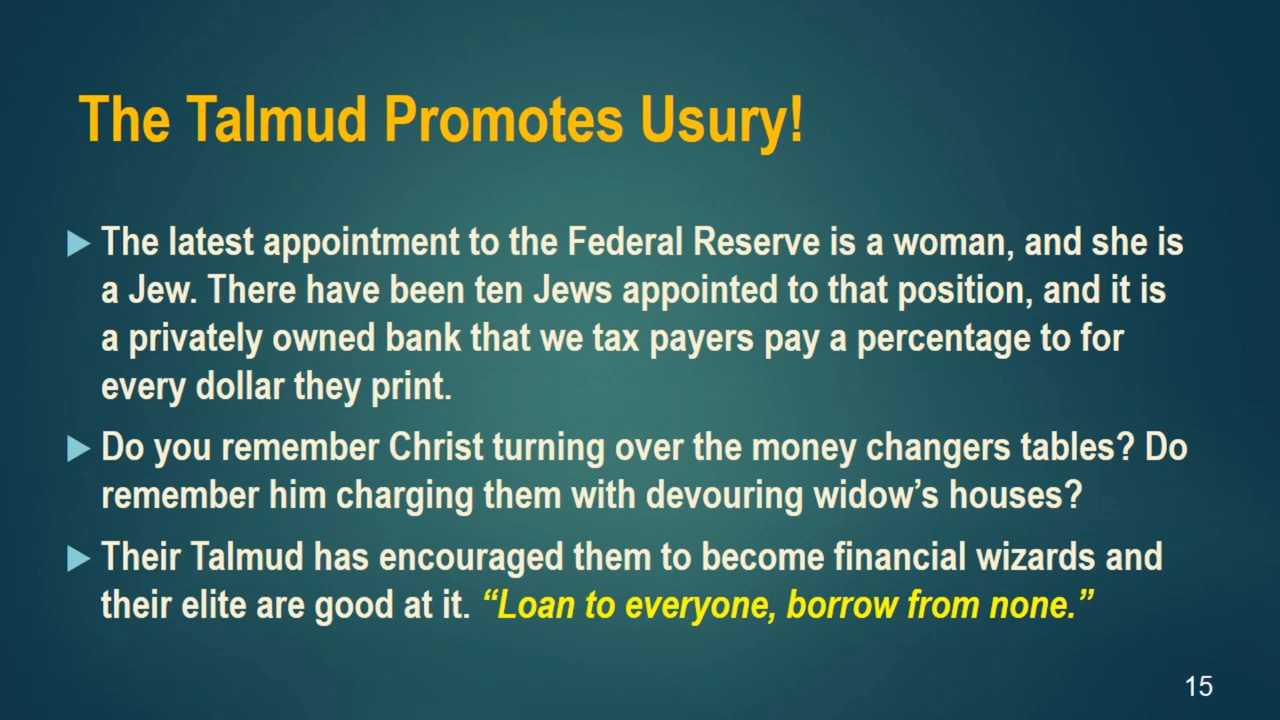 The Talmud Promotes Usury!
The latest appointment to the Federal Reserve is a woman, and she is
a Jew. There have been ten Jews appointed to that position, and it is
a privately owned bank that we tax payers pay a percentage to for
every dollar they print.
Do you remember Christ turning over the money changers tables? Do
remember him charging them with devouring widow’s houses?
Their Talmud has encouraged them to become financial wizards and
their elite are good at it. “Loan to everyone, borrow from none.”
15